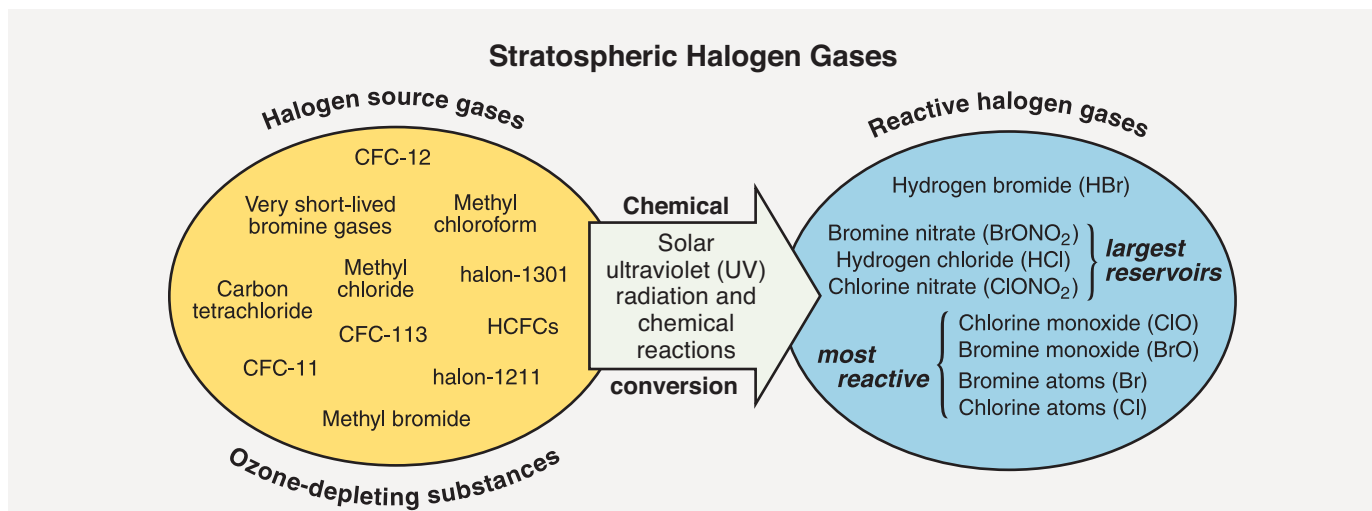 Stratospheric Halogen Gases
Halogen source gases
CFC-12
Very short-lived
bromine gases
Methyl
chloroform
Methyl
chloride
halon-1301
Carbon
tetrachloride
CFC-113
HCFCs
CFC-11
halon-1211
Methyl bromide
Ozone-depleting substances
Chemical
Solar
ultraviolet (UV)
radiation and
chemical
reactions
conversion
Reactive halogen gases
Hydrogen bromide (HBr)
Bromine nitrate (BrONO₂)
Hydrogen chloride (HCl)
Chlorine nitrate (ClONO₂)
largest
reservoirs
most
reactive
Chlorine monoxide (ClO)
Bromine monoxide (BrO)
Bromine atoms (Br)
Chlorine atoms (Cl)